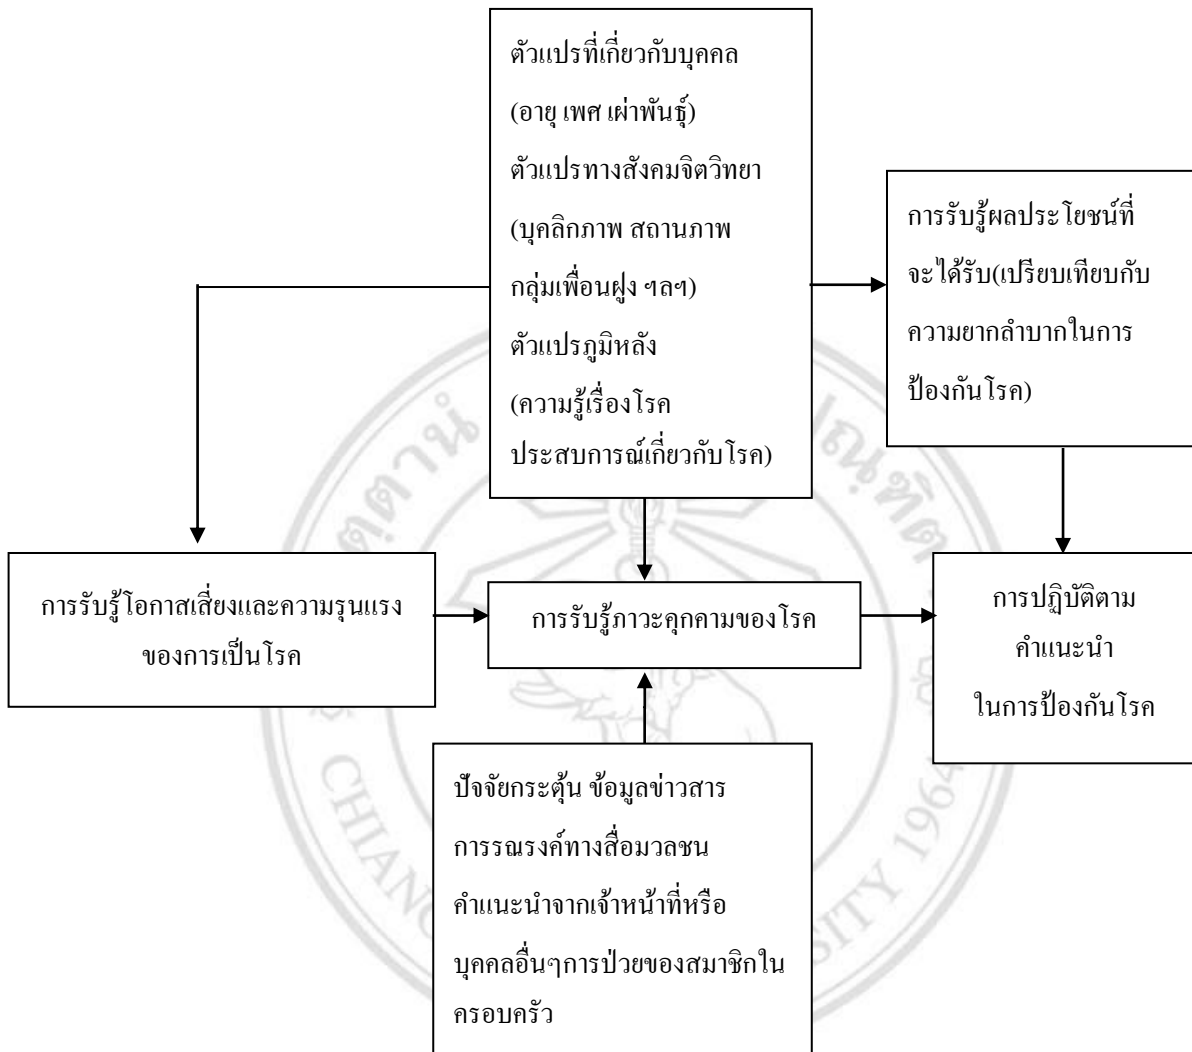 ตัวแปรที่เกี่ยวกับบุคคล
(อายุ เพศ เผ่าพันธุ์)
ตัวแปรทางสังคมจิตวิทยา
(บุคลิกภาพ สถานภาพ
กลุ่มเพื่อนฝูง ฯลฯ)
ตัวแปรภูมิหลัง
(ความรู้เรื่องโรค
ประสบการณ์เกี่ยวกับโรค)
การรับรู้ผลประโยชน์ที่
จะได้รับ(เปรียบเทียบกับ
ความยากลำบากในการ
ป้องกันโรค)
การรับรู้โอกาสเสี่ยงและความรุนแรง
ของการเป็นโรค
การรับรู้ภาวะคุกคามของโรค
การปฏิบัติตาม
คำแนะนำ
ในการป้องกันโรค
ปัจจัยกระตุ้น ข้อมูลข่าวสาร
การรณรงค์ทางสื่อมวลชน
คำแนะนำจากเจ้าหน้าที่หรือ
บุคคลอื่นๆการป่วยของสมาชิกใน
ครอบครัว
1964